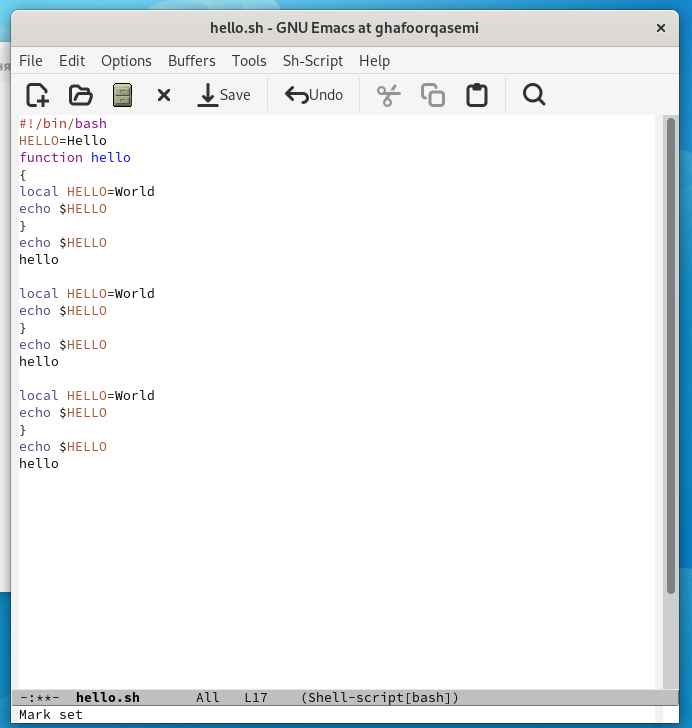 hello.sh - GNU Emacs at ghafoorqasemi
File Edit Options Buffers Tools Sh-Script Help
Save Undo
#!/bin/bash
HELLO=Hello
function hello
{
local HELLO=World
echo $HELLO
}
echo $HELLO
hello
local HELLO=World
echo $HELLO
}
echo $HELLO
hello
local HELLO=World
echo $HELLO
}
echo $HELLO
hello
-:**- hello.sh All L17 (Shell-script[bash])
Mark set